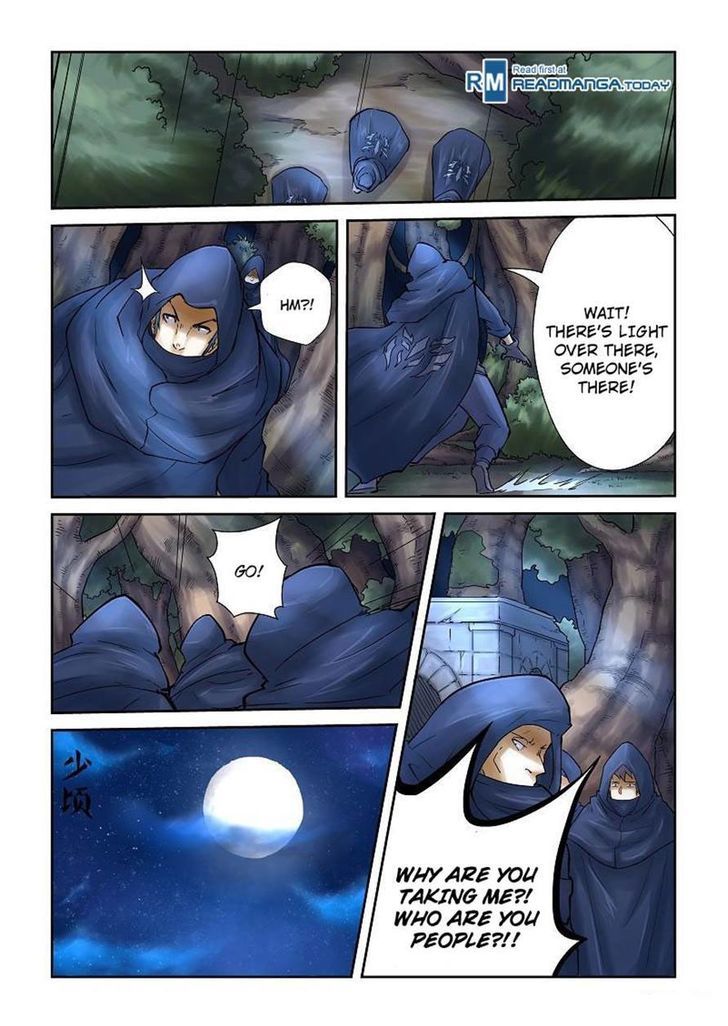 Read first at
RM READMANGA.TODAY
HM?!
WAIT!
THERE'S LIGHT
OVER THERE,
SOMEONE'S
THERE!
GO!
少
顷
WHY ARE YOU
TAKING ME?!
WHO ARE YOU
PEOPLE?!!